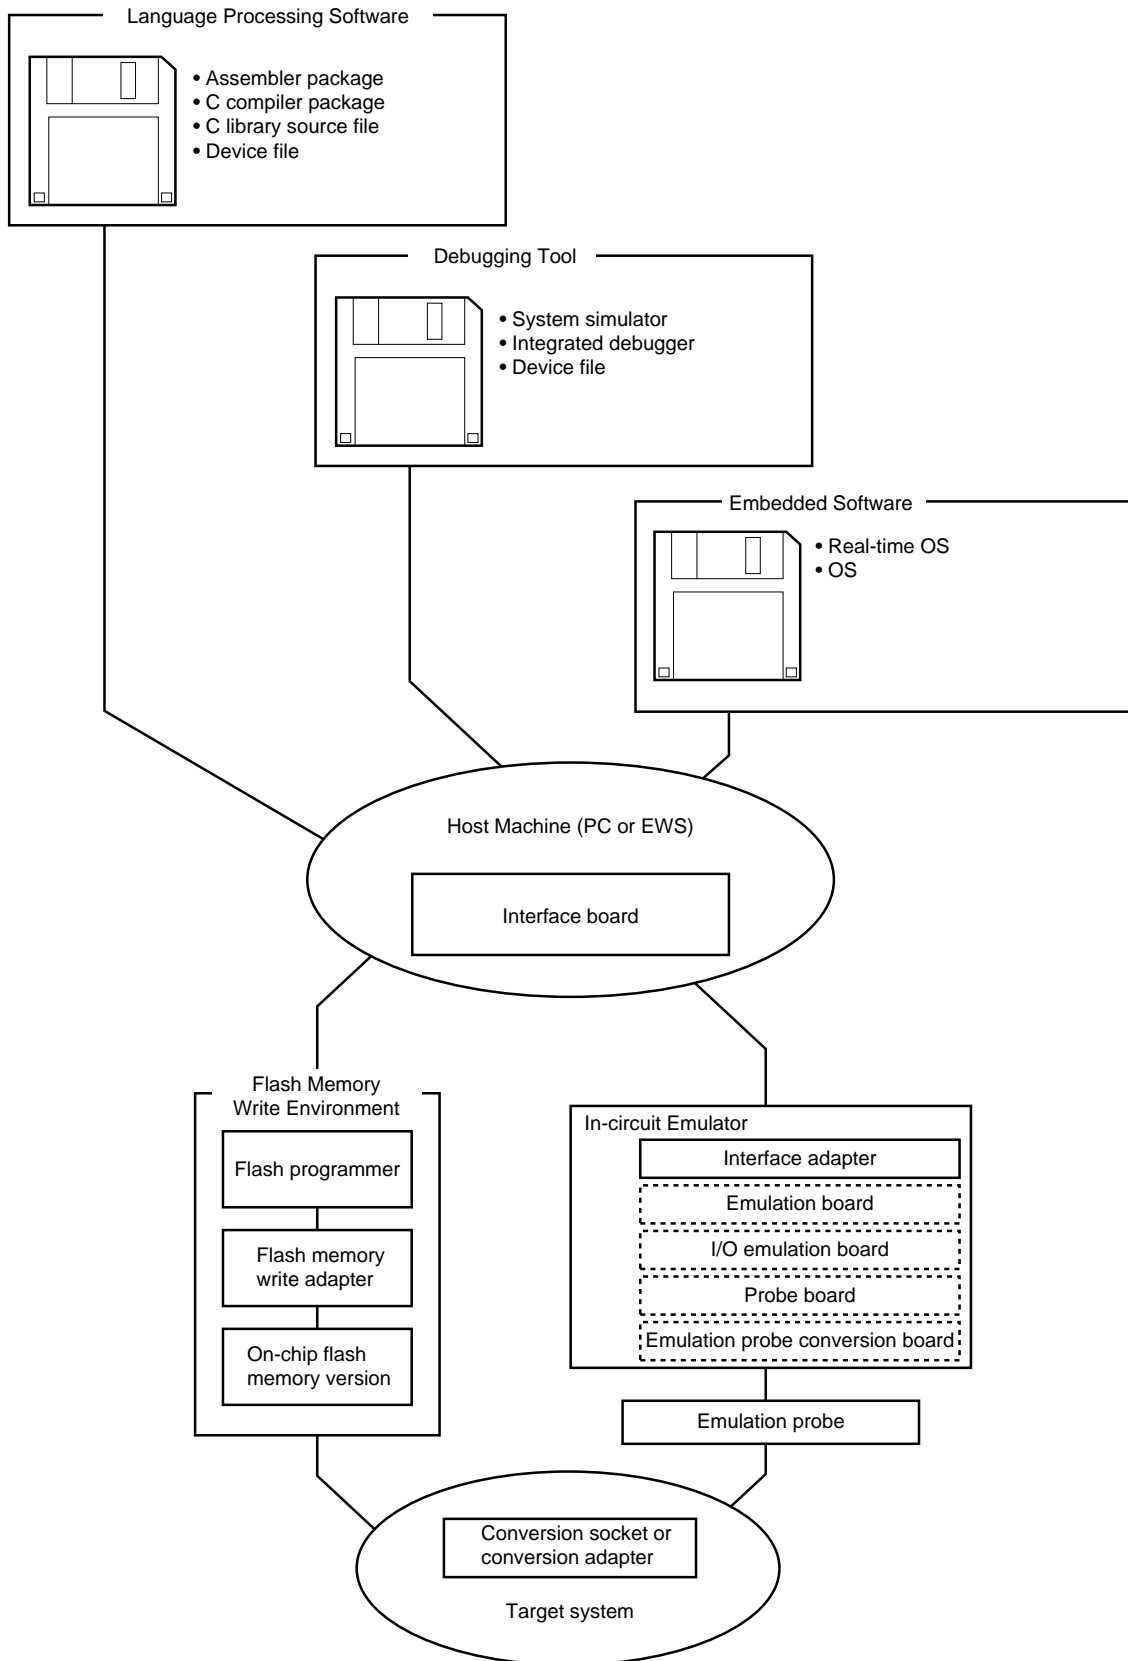 Language Processing Software
• Assembler package
• C compiler package
• C library source file
• Device file
Debugging Tool
• System simulator
• Integrated debugger
• Device file
Embedded Software
• Real-time OS
• OS
Host Machine (PC or EWS)
Interface board
Flash Memory
Write Environment
Flash programmer
Flash memory
write adapter
On-chip flash
memory version
In-circuit Emulator
Interface adapter
Emulation board
I/O emulation board
Probe board
Emulation probe conversion board
Emulation probe
Conversion socket or
conversion adapter
Target system